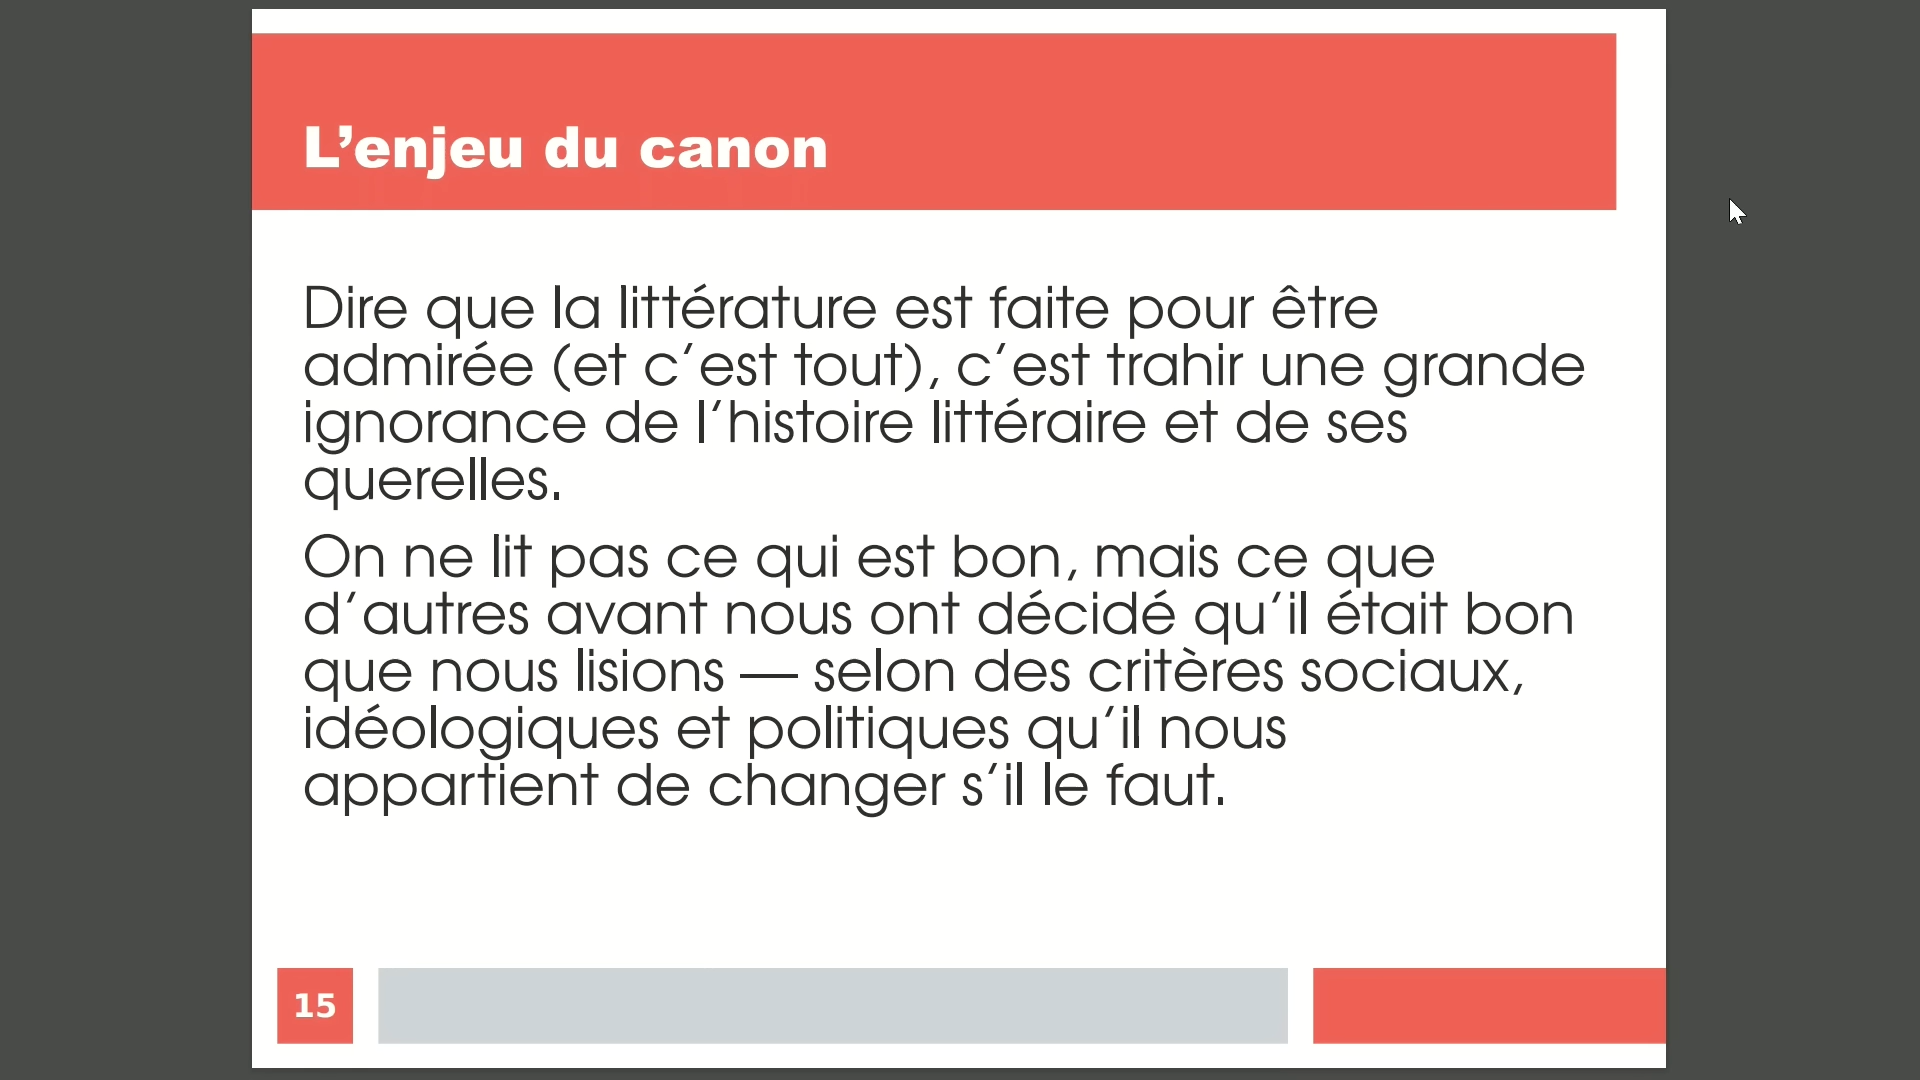 L’enjeu du canon
Dire que la littérature est faite pour être
admirée (et c’est tout), c’est trahir une grande
ignorance de l’histoire littéraire et de ses
querelles.
On ne lit pas ce qui est bon, mais ce que
d’autres avant nous ont décidé qu’il était bon
que nous lisions — selon des critères sociaux,
idéologiques et politiques qu’il nous
appartient de changer s’il le faut.
15